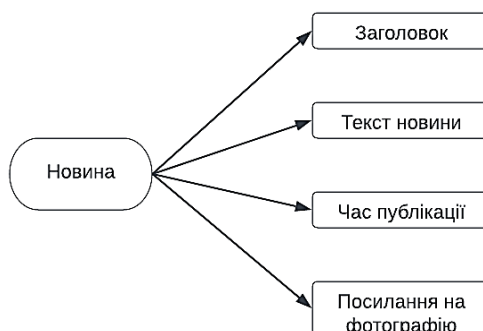 Заголовок
Текст новини
Новина
Час публікації
Посилання на
фотографію